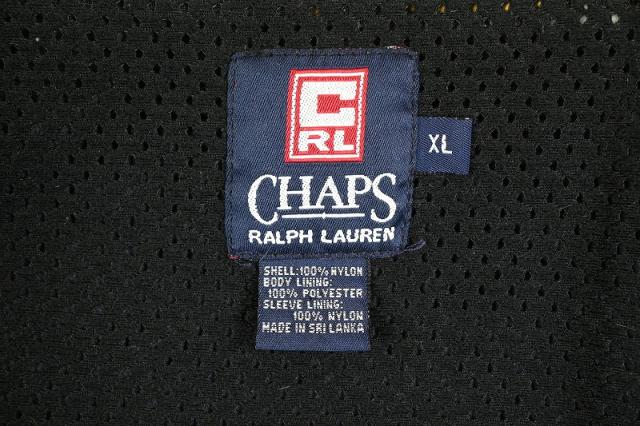 C
RL
XL
CHAPS
RALPH LAUREN
SHELL:100% NYLON
BODY LINING:
100% POLYESTER
SLEEVE LINING:
100% NYLON
MADE IN SRI LANKA